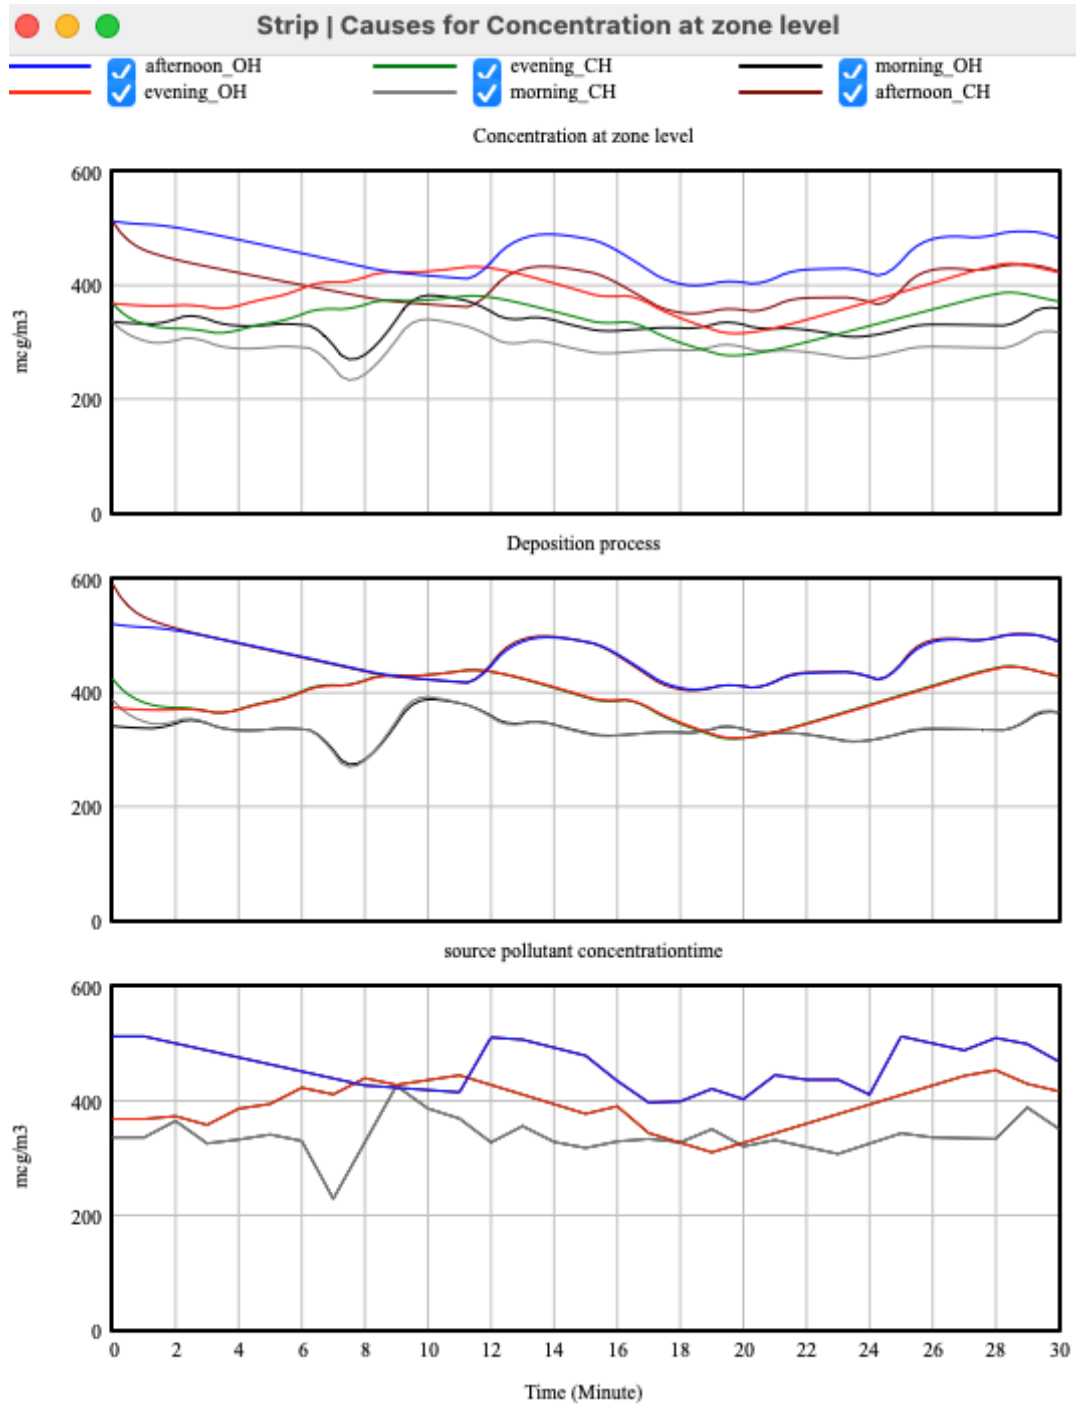 Strip | Causes for Concentration at zone level
afternoon_OH evening_CH morning_OH
evening_OH morning_CH afternoon_CH
Concentration at zone level
600
400
200
0
mcg/m3
Deposition process
600
400
200
0
source pollutant concentrationtime
600
400
200
0
mcg/m3
0 2 4 6 8 10 12 14 16 18 20 22 24 26 28 30
Time (Minute)